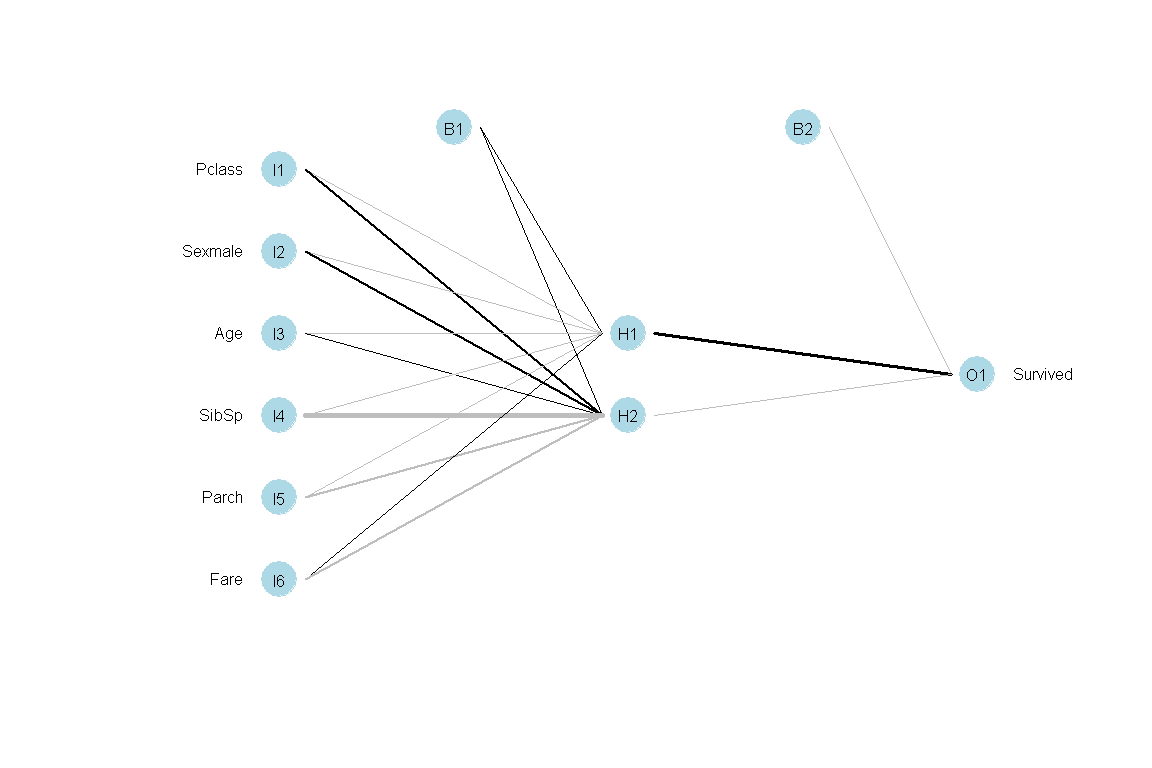 B1
B2
Pclass I1
Sexmale I2
Age I3
H1
O1 Survived
SibSp I4
H2
Parch I5
Fare I6